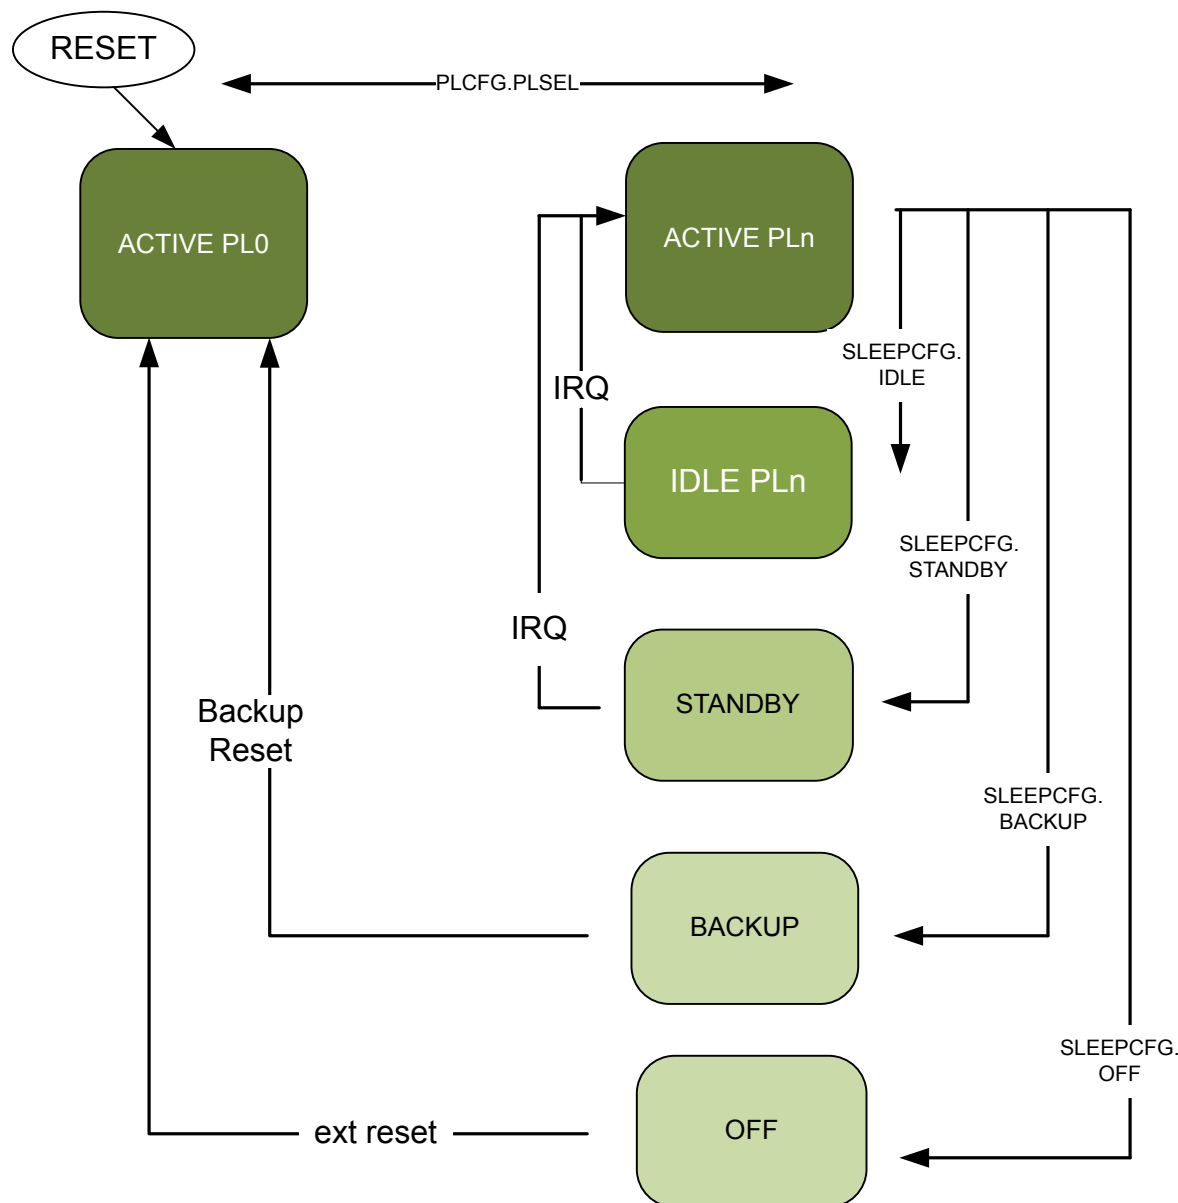 RESET
PLCFG.PLSEL
ACTIVE PL0
ACTIVE PLn
SLEEPCFG.
IDLE
IRQ
IDLE PLn
SLEEPCFG.
STANDBY
IRQ
STANDBY
Backup
Reset
SLEEPCFG.
BACKUP
BACKUP
SLEEPCFG.
OFF
ext reset
OFF